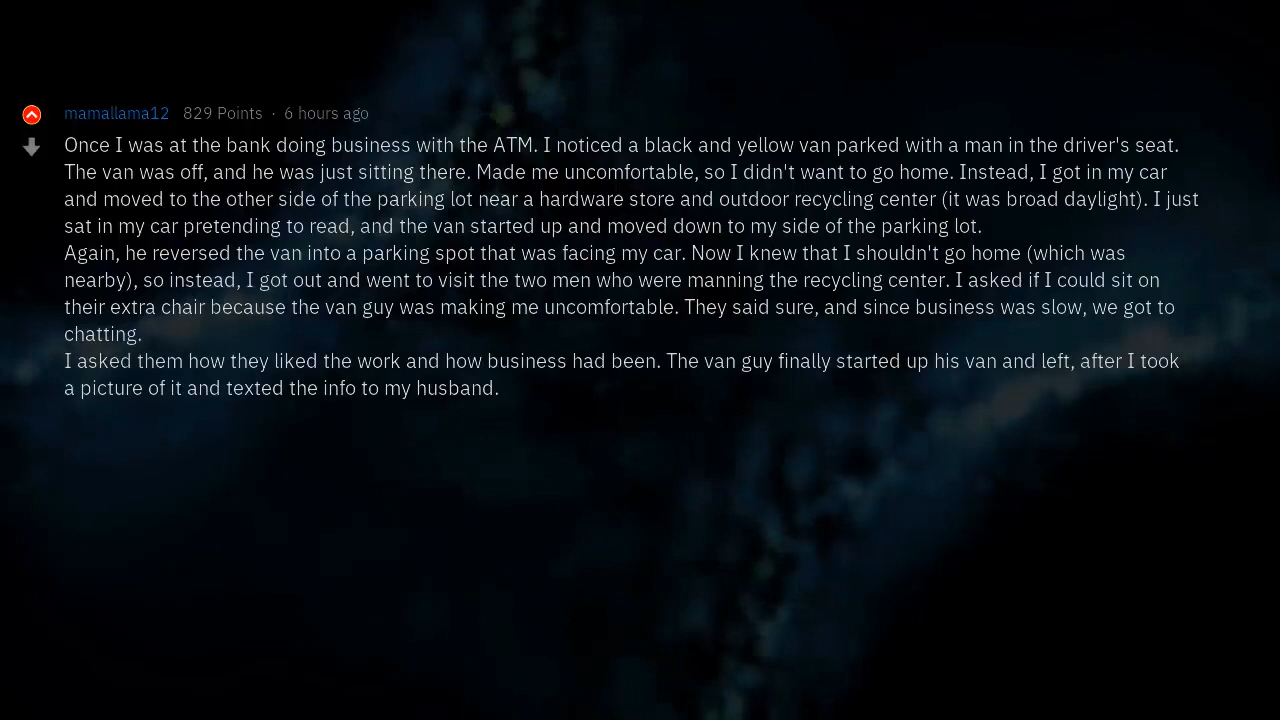 mamallama12 829 Points · 6 hours ago
Once I was at the bank doing business with the ATM. I noticed a black and yellow van parked with a man in the driver's seat.
The van was off, and he was just sitting there. Made me uncomfortable, so I didn't want to go home. Instead, I got in my car
and moved to the other side of the parking lot near a hardware store and outdoor recycling center (it was broad daylight). I just
sat in my car pretending to read, and the van started up and moved down to my side of the parking lot.
Again, he reversed the van into a parking spot that was facing my car. Now I knew that I shouldn't go home (which was
nearby), so instead, I got out and went to visit the two men who were manning the recycling center. I asked if I could sit on
their extra chair because the van guy was making me uncomfortable. They said sure, and since business was slow, we got to
chatting.
I asked them how they liked the work and how business had been. The van guy finally started up his van and left, after I took
a picture of it and texted the info to my husband.